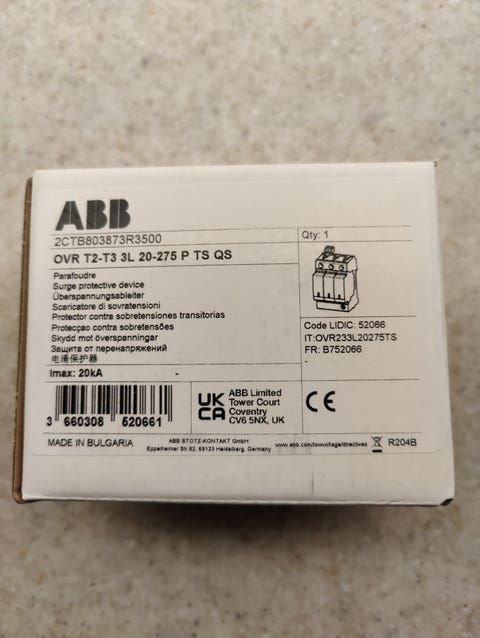 ABB
2CTB803873R3500
OVR T2-T3 3L 20-275 P TS QS
Qty: 1
Parafoudre
Surge protective device
Überspannungsableiter
Scaricatore di sovratensioni
Protector contra sobretensiones transitorias
Protecçao contra sobretensões
Skydd mot överspanningar
Защита от перенапряжений
电涌保护器
Imax: 20kA
Code LIDIC: 52066
IT:OVR233L20275TS
FR: B752066
3 660308 520661
UK
CA
ABB Limited
Tower Court
Coventry
CV6 5NX, UK
CE
MADE IN BULGARIA
ABB STOTZ-KONTAKT GmbH
Eppelheimer Str.82, 69123 Heidelberg, Germany
www.abb.com/lowvoltage/directives
R204B